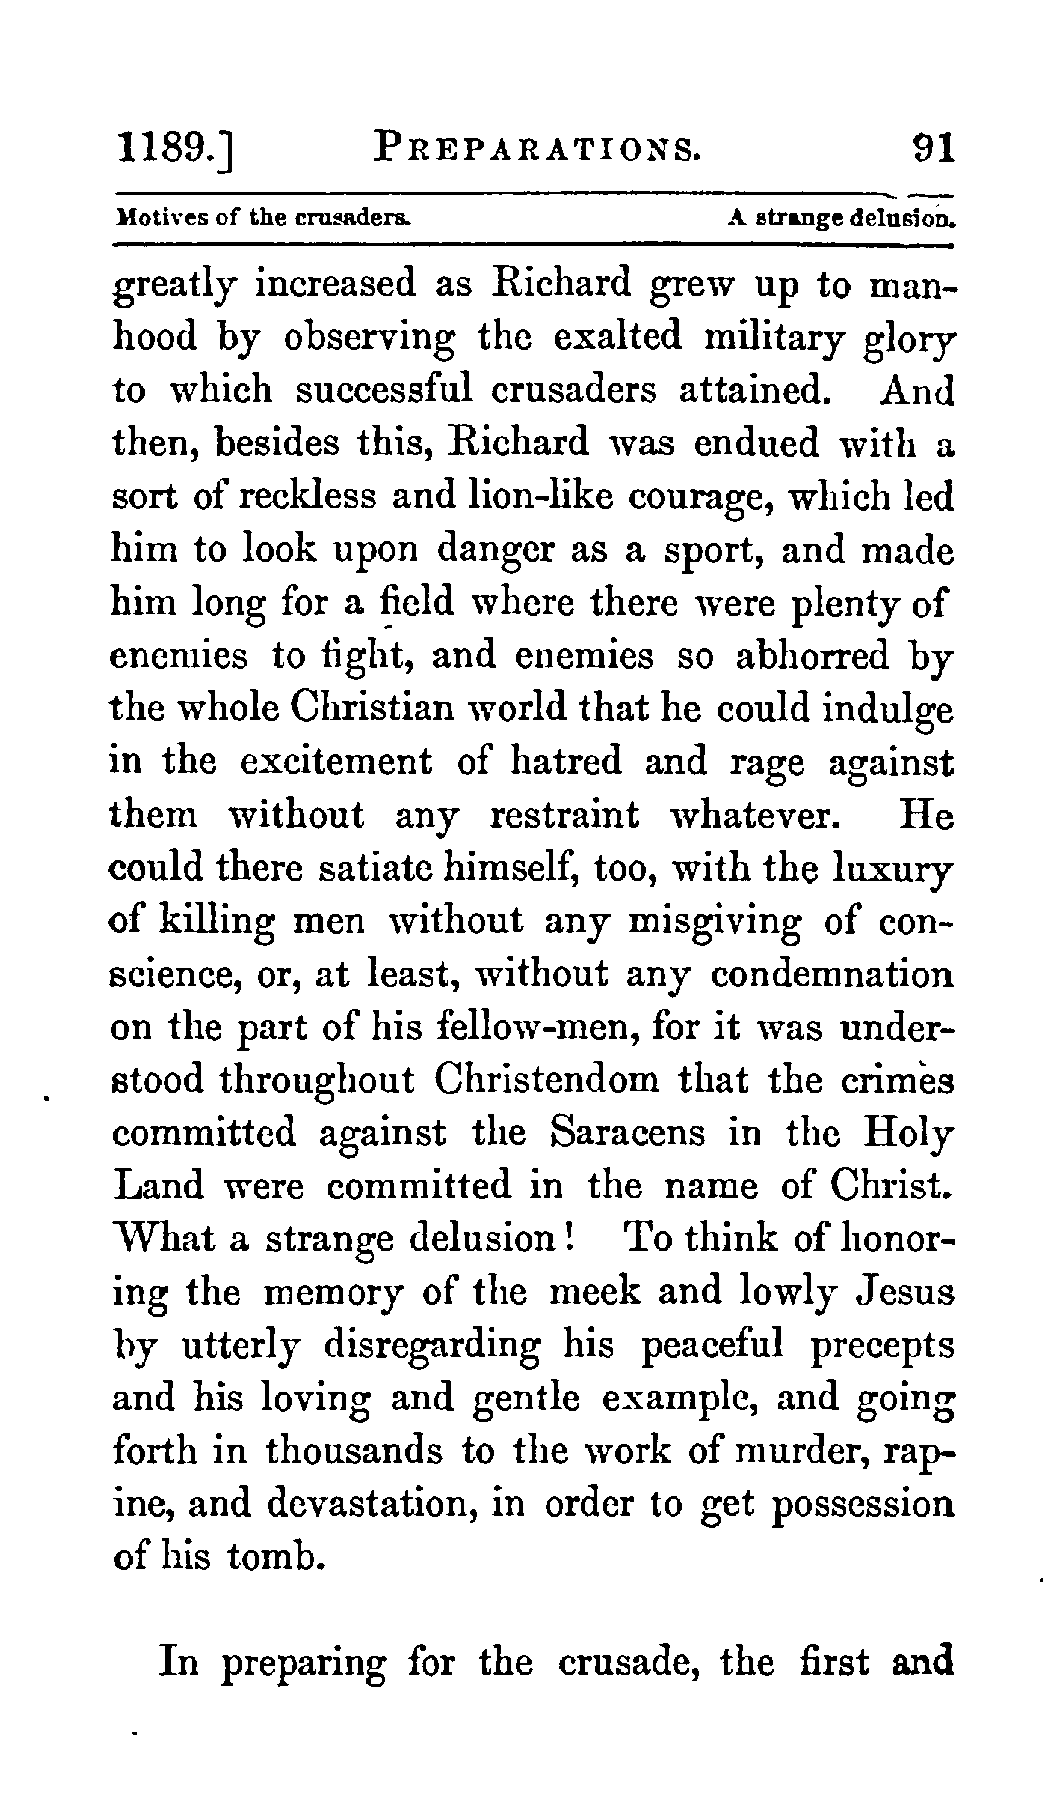 1189.] PREPARATIONS. 91
Motives of the crusaders. A strange delusion.
greatly increased as Richard grew up to man-
hood by observing the exalted military glory
to which successful crusaders attained. And
then, besides this, Richard was endued with a
sort of reckless and lion-like courage, which led
him to look upon danger as a sport, and made
him long for a field where there were plenty of
enemies to fight, and enemies so abhorred by
the whole Christian world that he could indulge
in the excitement of hatred and rage against
them without any restraint whatever. He
could there satiate himself, too, with the luxury
of killing men without any misgiving of con-
science, or, at least, without any condemnation
on the part of his fellow-men, for it was under-
stood throughout Christendom that the crimes
committed against the Saracens in the Holy
Land were committed in the name of Christ.
What a strange delusion! To think of honor-
ing the memory of the meek and lowly Jesus
by utterly disregarding his peaceful precepts
and his loving and gentle example, and going
forth in thousands to the work of murder, rap-
ine, and devastation, in order to get possession
of his tomb.
In preparing for the crusade, the first and